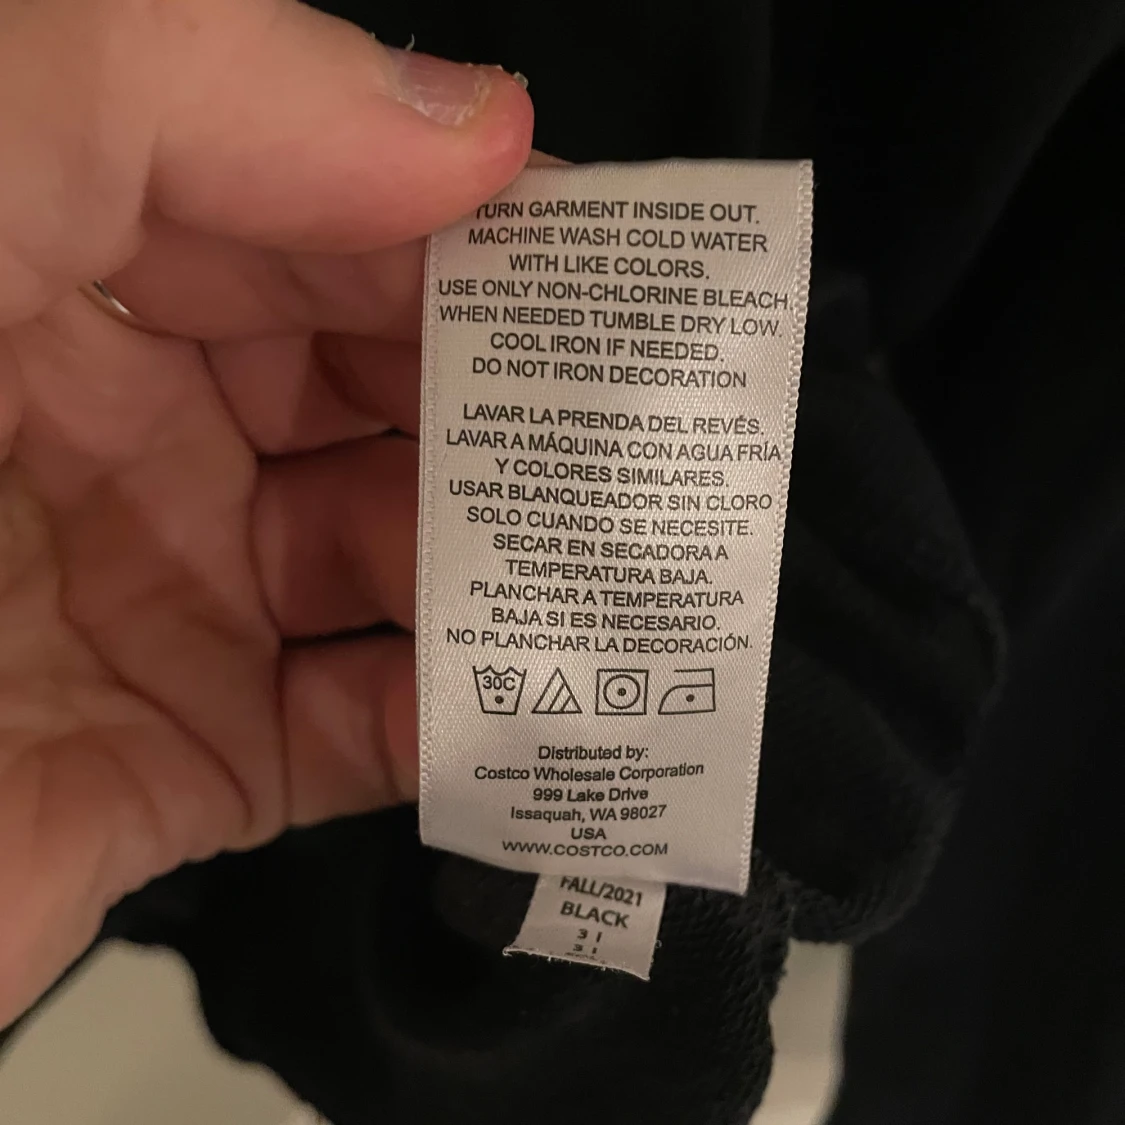 TURN GARMENT INSIDE OUT.
MACHINE WASH COLD WATER
WITH LIKE COLORS.
USE ONLY NON-CHLORINE BLEACH
WHEN NEEDED TUMBLE DRY LOW.
COOL IRON IF NEEDED.
DO NOT IRON DECORATION
LAVAR LA PRENDA DEL REVÉS.
LAVAR A MÁQUINA CON AGUA FRÍA
Y COLORES SIMILARES.
USAR BLANQUEADOR SIN CLORO
SOLO CUANDO SE NECESITE.
SECAR EN SECADORA A
TEMPERATURA BAJA.
PLANCHAR A TEMPERATURA
BAJA SI ES NECESARIO.
NO PLANCHAR LA DECORACIÓN.
30C
Distributed by:
Costco Wholesale Corporation
999 Lake Drive
Issaquah, WA 98027
USA
WWW.COSTCO.COM
FALL/2021
BLACK
3 I
3 I